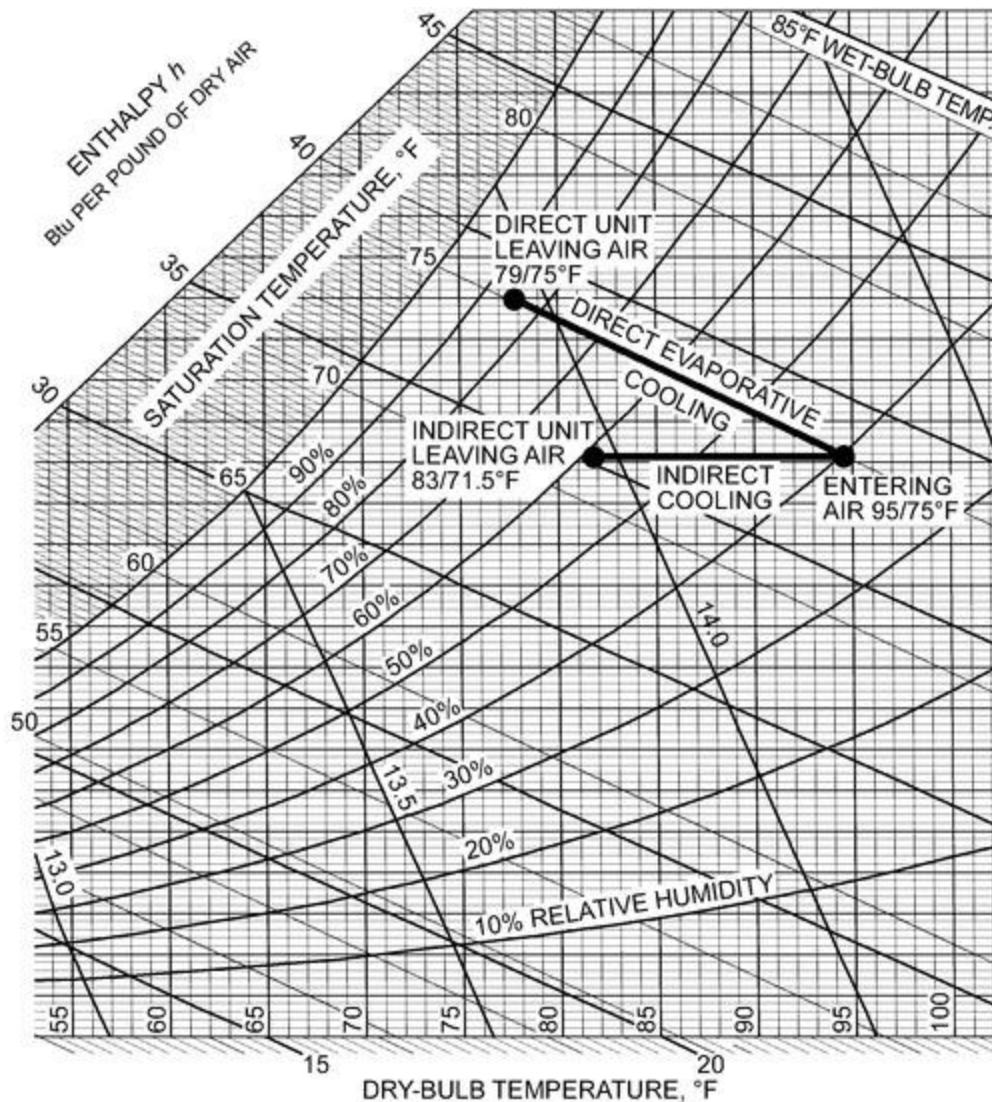 45
85°F WET-BULB TEMP
ENTHALPY h
Btu PER POUND OF DRY AIR
80
40
SATURATION TEMPERATURE, °F
DIRECT UNIT
LEAVING AIR
79/75°F
75
35
DIRECT EVAPORATIVE
COOLING
70
30
INDIRECT UNIT
LEAVING AIR
83/71.5°F
INDIRECT
COOLING
ENTERING
AIR 95/75°F
65
90%
80%
70%
60%
50%
40%
30%
20%
10% RELATIVE HUMIDITY
60
55
50
14.0
13.5
13.0
55
60
65
70
75
80
85
90
95
100
15
20
DRY-BULB TEMPERATURE, °F